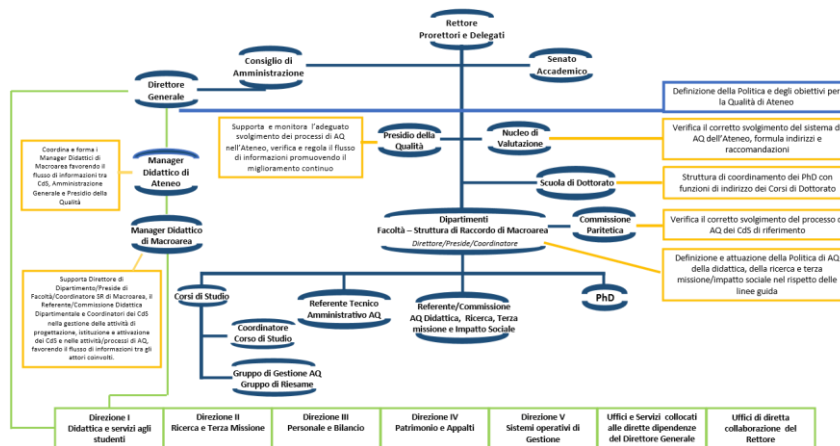 Rettore
Prorettori e Delegati
Consiglio di
Amministrazione
Senato
Accademico
Direttore
Generale
Definizione della Politica e degli obiettivi per
la Qualità di Ateneo
Supporta e monitora l'adeguato
svolgimento dei processi di AQ
nell'Ateneo, verifica e regola il flusso
di informazioni promuovendo il
miglioramento continuo
Presidio della
Qualità
Nucleo di
Valutazione
Verifica il corretto svolgimento del sistema di
AQ dell'Ateneo, formula indirizzi e
raccomandazioni
Coordina e forma i
Manager Didattici di
Macroarea favorendo il
flusso di informazioni tra
CdS, Amministrazione
Generale e Presidio della
Qualità
Manager
Didattico di
Ateneo
Scuola di Dottorato
Struttura di coordinamento dei PhD con
funzioni di indirizzo dei Corsi di Dottorato
Manager Didattico
di Macroarea
Dipartimenti
Facoltà – Struttura di Raccordo di Macroarea
Direttore/Preside/Coordinatore
Commissione
Paritetica
Verifica il corretto svolgimento del processo di
AQ dei CdS di riferimento
Definizione e attuazione della Politica di AQ
della didattica, della ricerca e terza
missione/impatto sociale nel rispetto delle
linee guida
Supporta Direttore di
Dipartimento/Preside di
Facoltà/Coordinatore SR di Macroarea, il
Referente/Commissione Didattica
Dipartimentale e Coordinatori dei CdS
nella gestione delle attività di
progettazione, istituzione e attivazione
dei CdS e nelle attività/processi di AQ,
favorendo il flusso di informazioni tra gli
attori coinvolti.
Corsi di Studio
Referente Tecnico
Amministrativo AQ
Referente/Commissione
AQ Didattica, Ricerca, Terza
missione e Impatto Sociale
PhD
Coordinatore
Corso di Studio
Gruppo di Gestione AQ
Gruppo di Riesame
Direzione I
Didattica e servizi agli
studenti
Direzione II
Ricerca e Terza Missione
Direzione III
Personale e Bilancio
Direzione IV
Patrimonio e Appalti
Direzione V
Sistemi operativi di
Gestione
Uffici e Servizi collocati
alle dirette dipendenze
del Direttore Generale
Uffici di diretta
collaborazione del
Rettore